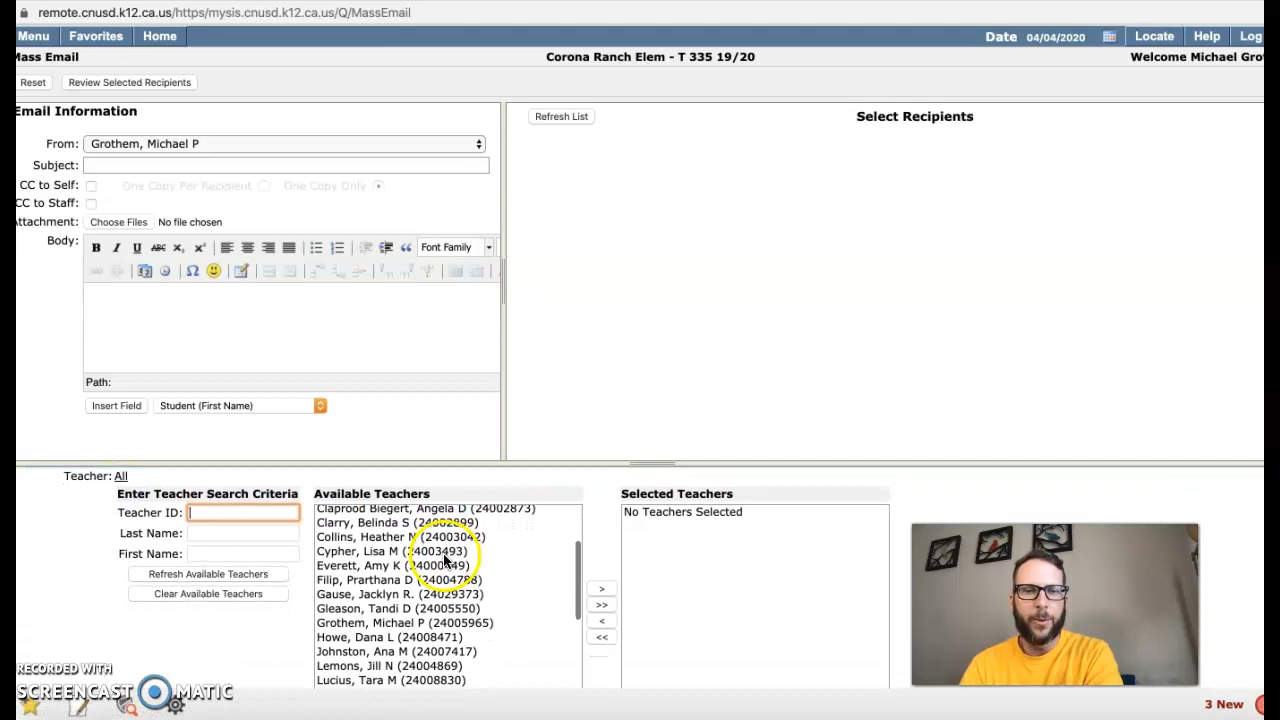 remote.cnusd.k12.ca.us/https/mysis.cnusd.k12.ca.us/Q/MassEmail
Menu Favorites Home Date 04/04/2020 Locate Help Log
Mass Email Corona Ranch Elem - T 335 19/20 Welcome Michael Gro
Reset Review Selected Recipients
Email Information
Refresh List Select Recipients
From: Grothem, Michael P
Subject:
CC to Self: One Copy Per Recipient One Copy Only
CC to Staff:
Attachment: Choose Files No file chosen
Body: B I U ABC Font Family
Path:
Insert Field Student (First Name)
Teacher: All
Enter Teacher Search Criteria Available Teachers Selected Teachers
Teacher ID:
Last Name:
First Name:
Refresh Available Teachers
Clear Available Teachers
Claprood Biegert, Angela D (24002873)
Clarry, Belinda S (24002899)
Collins, Heather (24003042)
Cypher, Lisa M (24003493)
Everett, Amy K
Filip, Prarthana D (24004788)
Gause, Jacklyn R. (24029373)
Gleason, Tandi D (24005550)
Grothem, Michael P (24005965)
Howe, Dana L (24008471)
Johnston, Ana M (24007417)
Lemons, Jill N (24004869)
Lucius, Tara M (24008830)
>
>>
<
<<
No Teachers Selected
RECORDED WITH
SCREENCAST MATIC
3 New